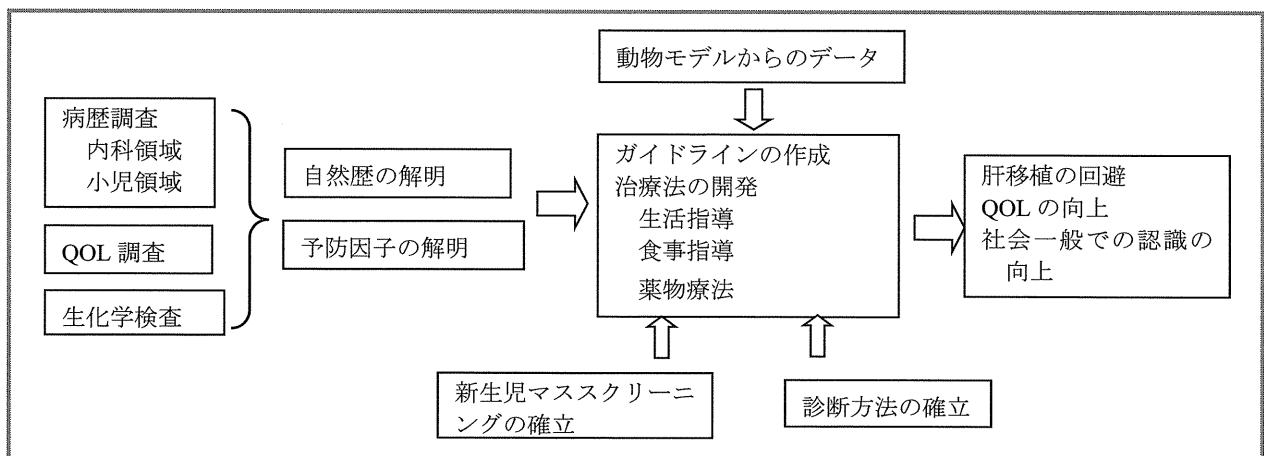 動物モデルからのデータ
病歴調査
内科領域
小児領域
QOL 調査
生化学検査
自然歴の解明
予防因子の解明
ガイドラインの作成
治療法の開発
生活指導
食事指導
薬物療法
肝移植の回避
QOL の向上
社会一般での認識の
向上
新生児マススクリーニ
ングの確立
診断方法の確立